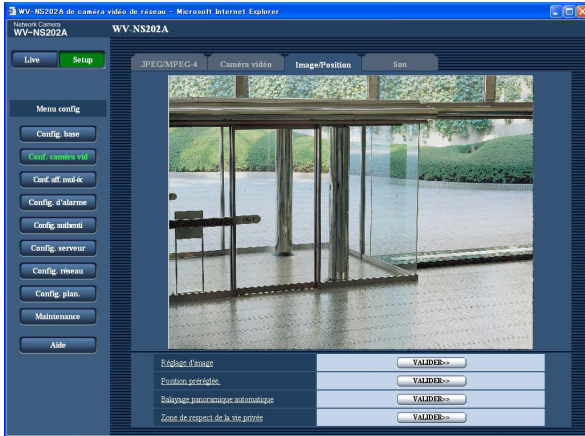 WV-NS202A de caméra vidéo de réseau - Microsoft Internet Explorer
Network Camera
WV-NS202A
WV-NS202A
Live
Setup
JPEG/MPEG-4
Caméra vidéo
Image/Position
Son
Menu config
Config. base
Conf. caméra vid
Conf. aff. mul-éc
Config. d'alarme
Config. authenti
Config. serveur
Config. réseau
Config. plan.
Maintenance
Aide
Réglage d'image
VALIDER>>
Position préréglée.
VALIDER>>
Balayage panoramique automatique
VALIDER>>
Zone de respect de la vie privée
VALIDER>>